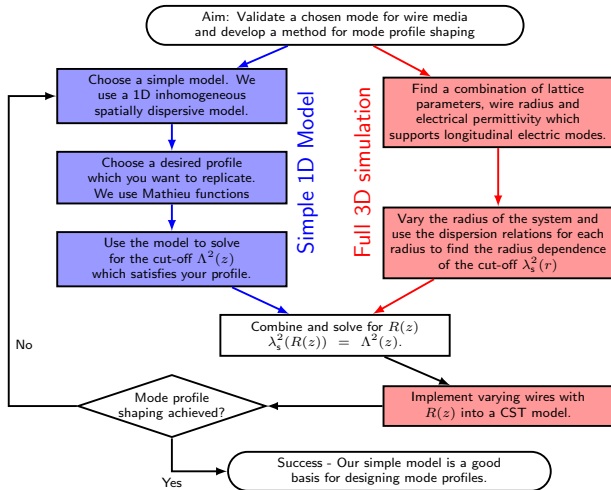 Aim: Validate a chosen mode for wire media
and develop a method for mode profile shaping
Choose a simple model. We
use a 1D inhomogeneous
spatially dispersive model.
Choose a desired profile
which you want to replicate.
We use Mathieu functions
Use the model to solve
for the cut-off Λ²(z)
which satisfies your profile.
Simple 1D Model
Full 3D simulation
Find a combination of lattice
parameters, wire radius and
electrical permittivity which
supports longitudinal electric modes.
Vary the radius of the system and
use the dispersion relations for each
radius to find the radius dependence
of the cut-off λₛ²(r)
Combine and solve for R(z)
λₛ²(R(z)) = Λ²(z).
Implement varying wires with
R(z) into a CST model.
Mode profile
shaping achieved?
No
Yes
Success - Our simple model is a good
basis for designing mode profiles.